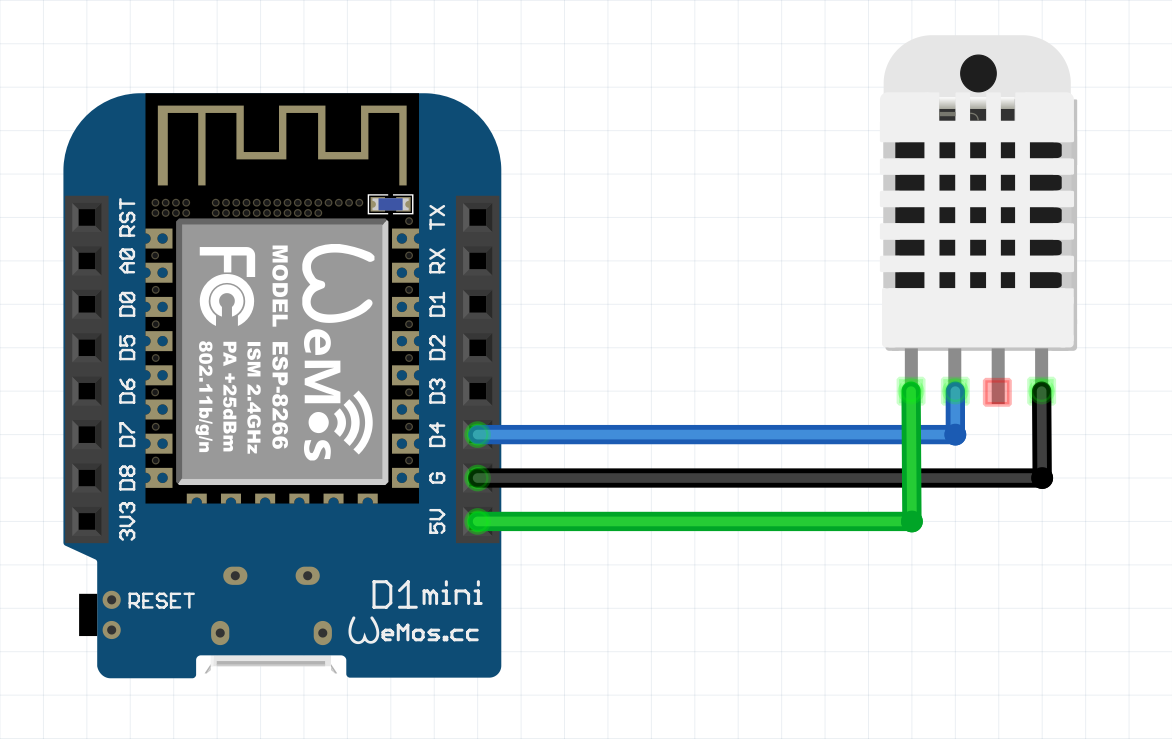 RST
A0
D0
D5
D6
D7
D8
3V3
TX
RX
D1
D2
D3
D4
G
5V
WeMos
MODEL ESP-8266
ISM 2.4GHz
PA +25dBm
802.11b/g/n
FC
RESET
D1 mini
WeMos.cc